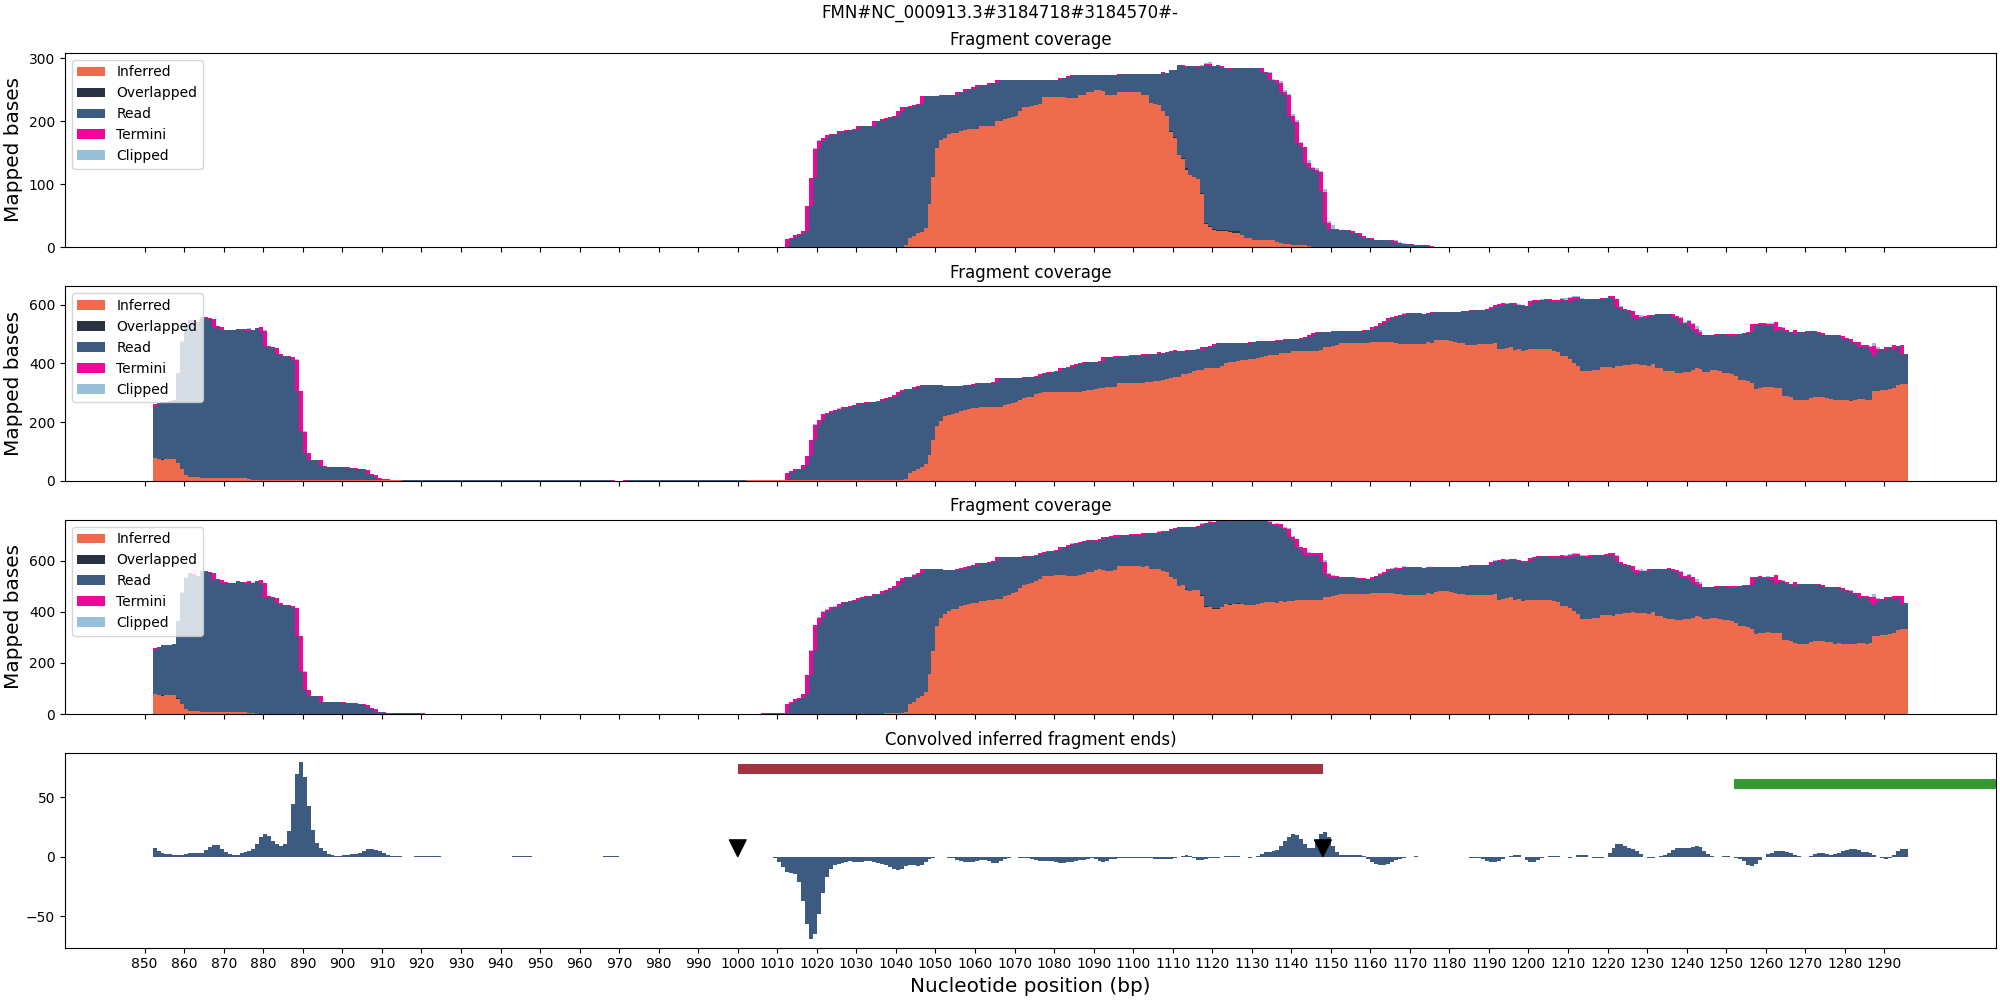 FMN#NC_000913.3#3184718#3184570#-
Fragment coverage
Mapped bases
300
200
100
0
Inferred
Overlapped
Read
Termini
Clipped
Fragment coverage
Mapped bases
600
400
200
0
Inferred
Overlapped
Read
Termini
Clipped
Fragment coverage
Mapped bases
600
400
200
0
Inferred
Overlapped
Read
Termini
Clipped
Convolved inferred fragment ends)
50
0
−50
850 860 870 880 890 900 910 920 930 940 950 960 970 980 990 1000 1010 1020 1030 1040 1050 1060 1070 1080 1090 1100 1110 1120 1130 1140 1150 1160 1170 1180 1190 1200 1210 1220 1230 1240 1250 1260 1270 1280 1290
Nucleotide position (bp)